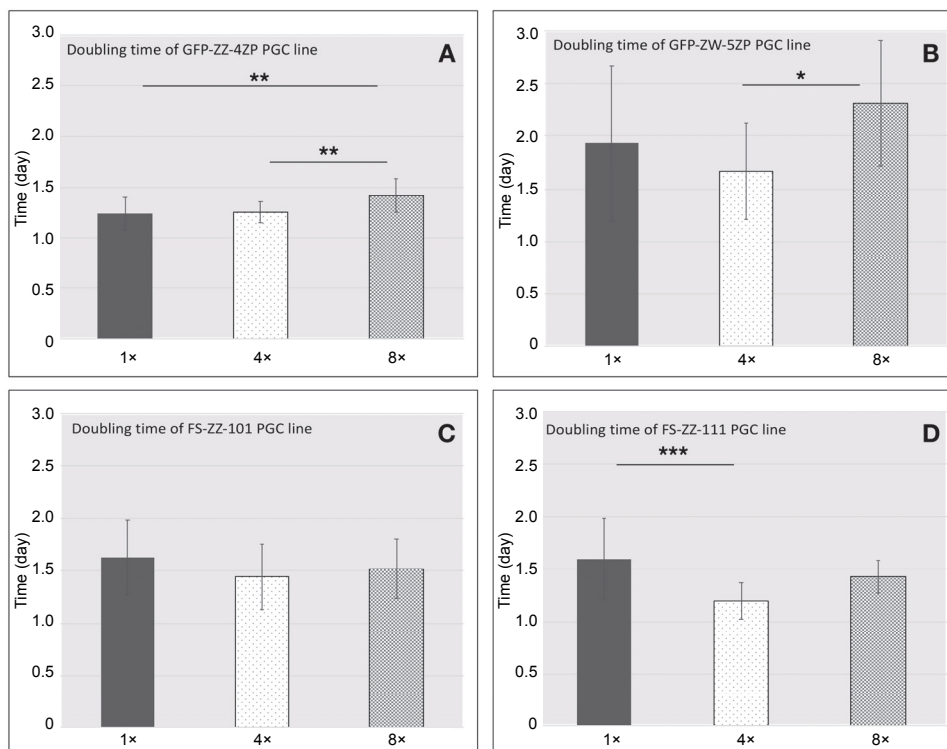 Doubling time of GFP-ZZ-4ZP PGC line
A
Time (day)
3.0
2.5
2.0
1.5
1.0
0.5
0
**
**
1× 4× 8×
Doubling time of GFP-ZW-5ZP PGC line
B
Time (day)
3.0
2.5
2.0
1.5
1.0
0.5
0
*
1× 4× 8×
Doubling time of FS-ZZ-101 PGC line
C
Time (day)
3.0
2.5
2.0
1.5
1.0
0.5
0
1× 4× 8×
Doubling time of FS-ZZ-111 PGC line
D
Time (day)
3.0
2.5
2.0
1.5
1.0
0.5
0
***
1× 4× 8×